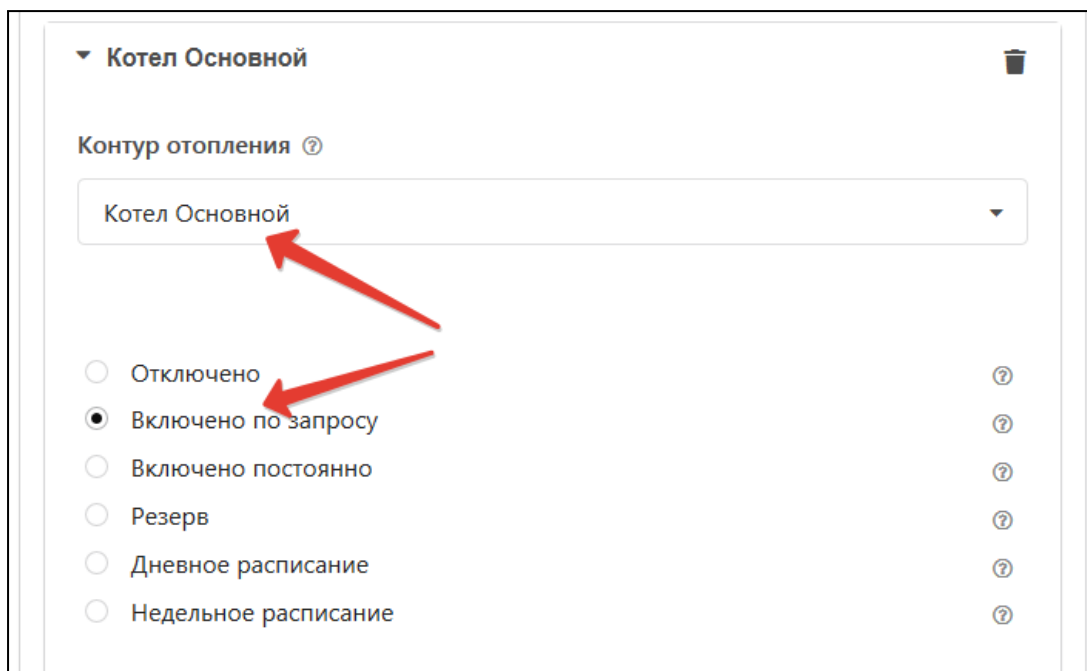 Котел Основной
Контур отопления
Котел Основной
Отключено
Включено по запросу
Включено постоянно
Резерв
Дневное расписание
Недельное расписание